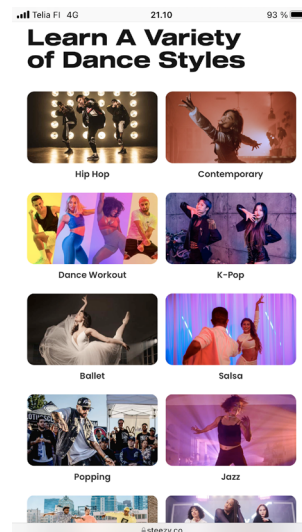 Telia FI 4G 21.10 93 %
Learn A Variety
of Dance Styles
Hip Hop Contemporary
Dance Workout K-Pop
Ballet Salsa
Popping Jazz
steezy.co